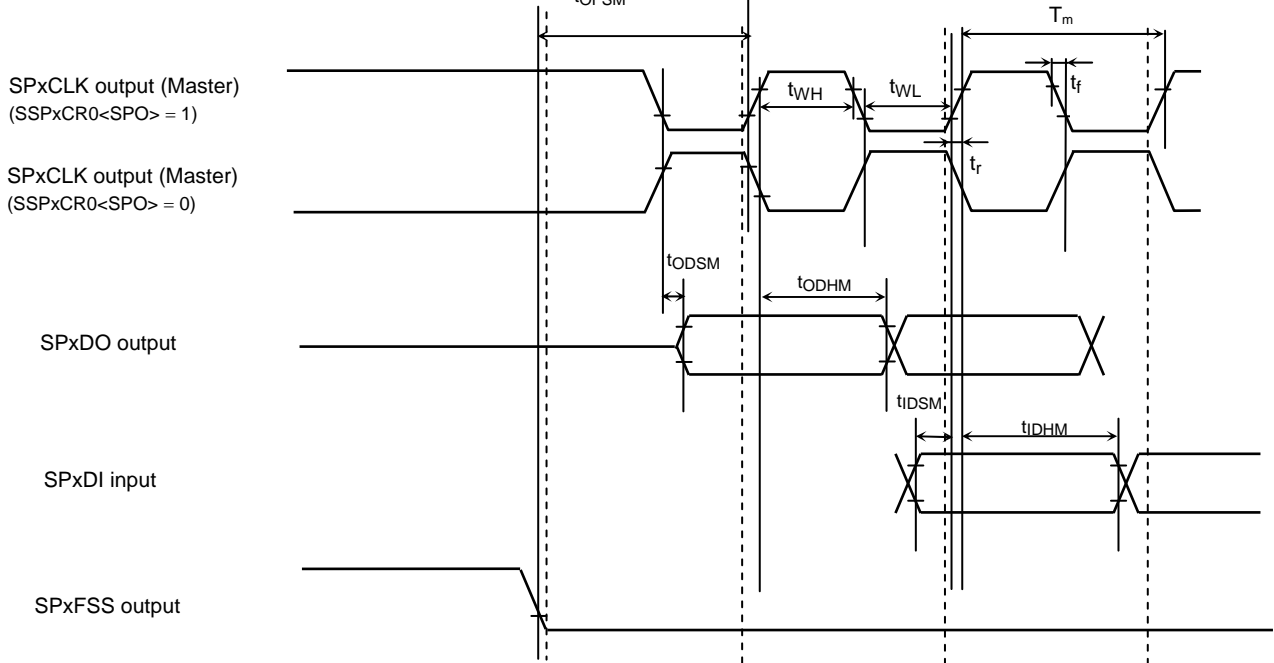 tOFSM
Tm
SPxCLK output (Master)
(SSPxCR0<SPO> = 1)
tWH
tWL
tf
SPxCLK output (Master)
(SSPxCR0<SPO> = 0)
tr
tODSM
tODHM
SPxDO output
tIDSM
tIDHM
SPxDI input
SPxFSS output